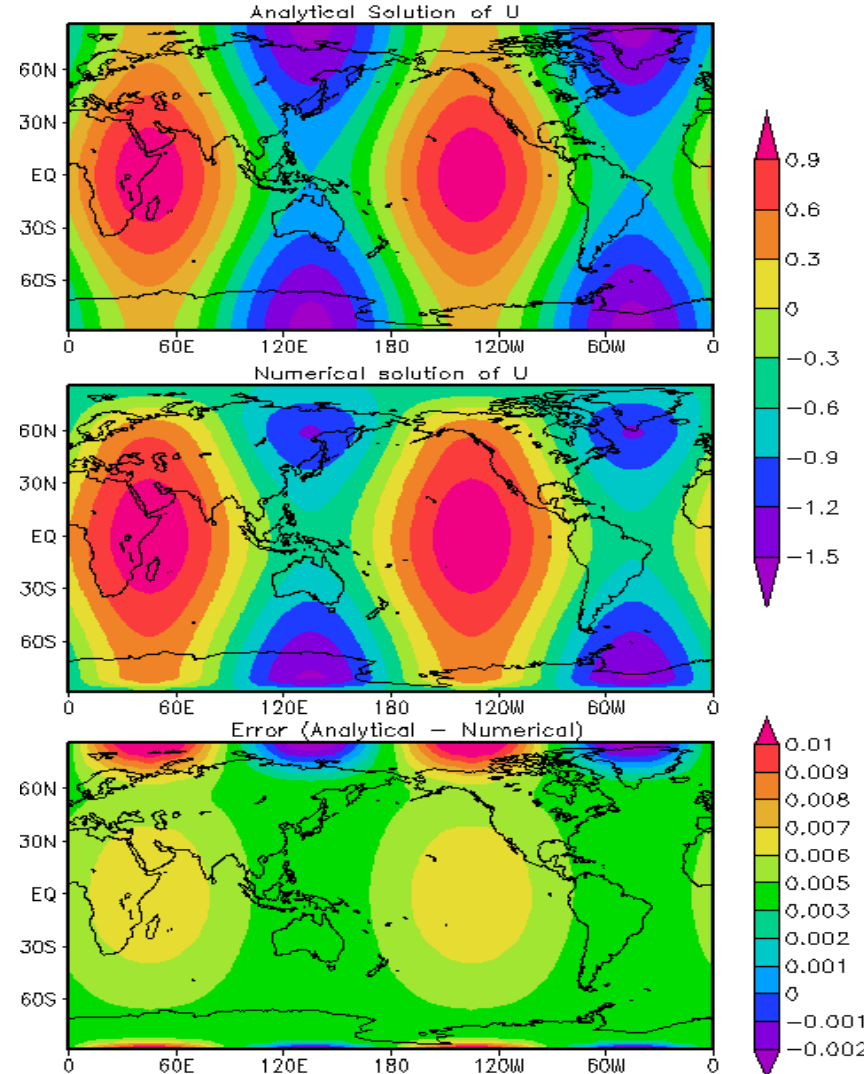 Analytical Solution of U
60N
30N
EQ
30S
60S
0 60E 120E 180 120W 60W 0
0.9
0.6
0.3
0
−0.3
−0.6
−0.9
−1.2
−1.5
Numerical solution of U
60N
30N
EQ
30S
60S
0 60E 120E 180 120W 60W 0
Error (Analytical − Numerical)
60N
30N
EQ
30S
60S
0 60E 120E 180 120W 60W 0
0.01
0.009
0.008
0.007
0.006
0.005
0.003
0.002
0.001
0
−0.001
−0.002